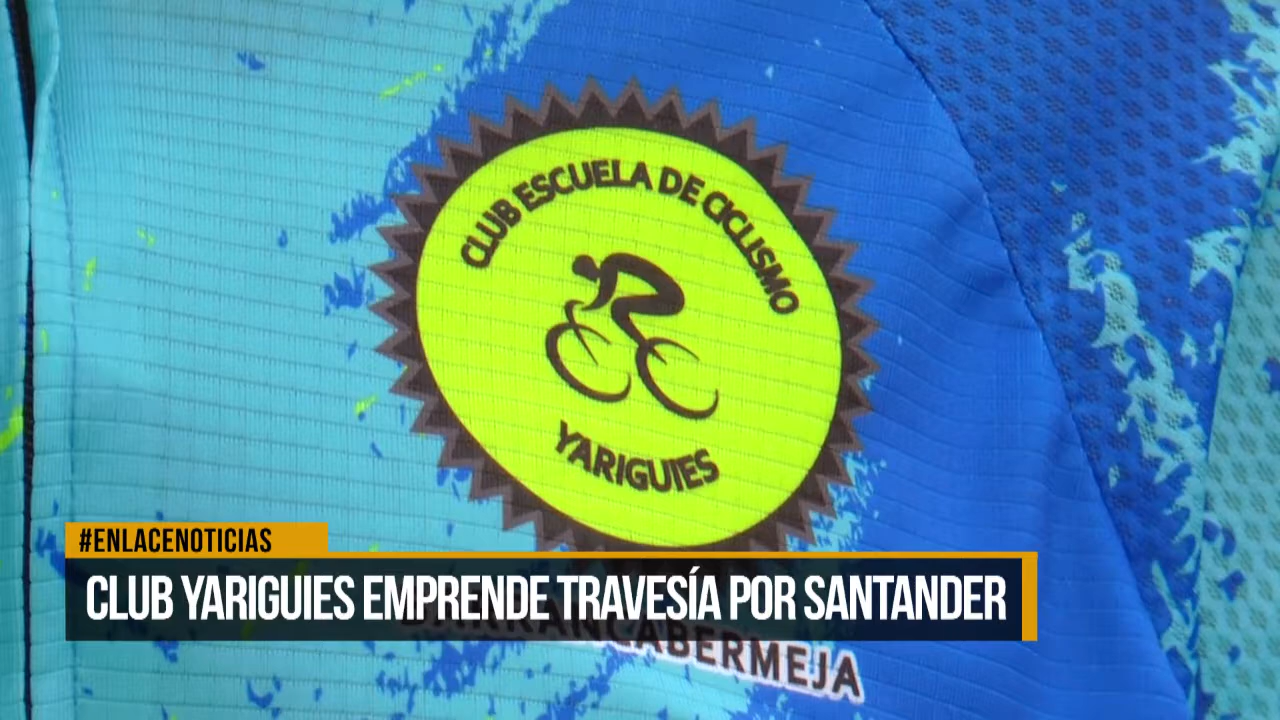 CLUB ESCUELA DE CICLISMO
YARIGUIES
#ENLACENOTICIAS
CLUB YARIGUIES EMPRENDE TRAVESÍA POR SANTANDER
BARRANCABERMEJA